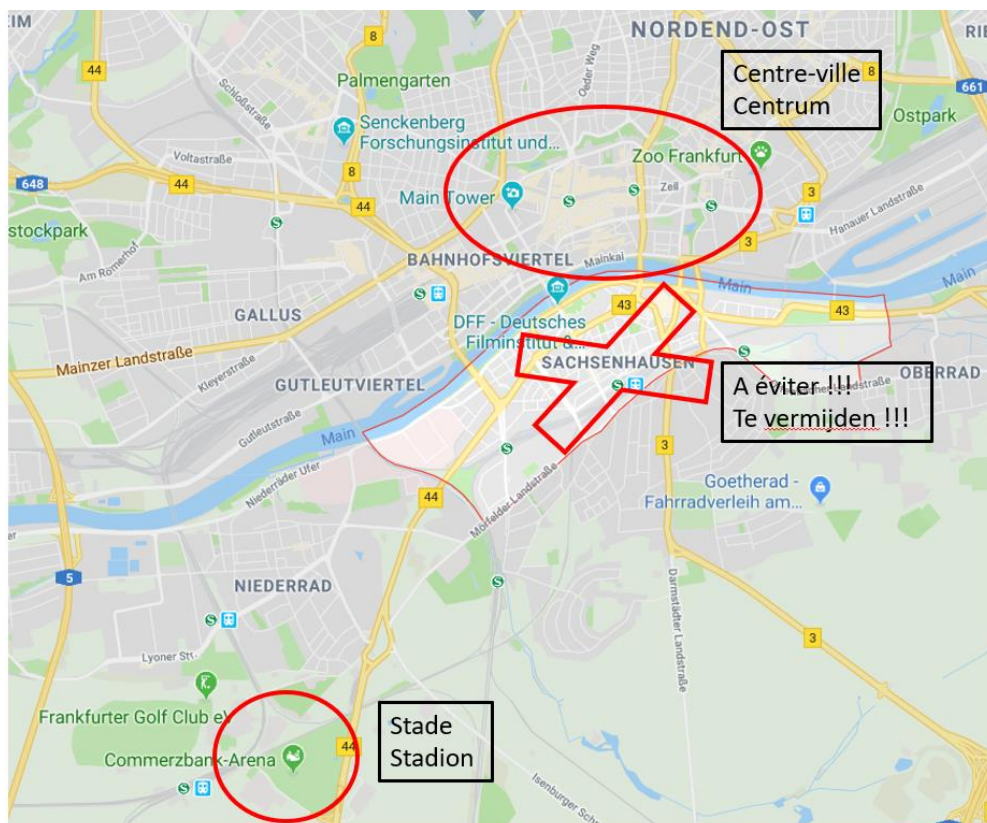 EIM
44
8
NORDEND-OST
RIE
Palmengarten
Oeder Weg
Centre-ville
Centrum
8
661
Schloßstraße
Senckenberg
Forschungsinstitut und...
Ostpark
Voltastraße
44
8
Zoo Frankfurt
648
44
Main Tower
Zeil
3
stockpark
Hanauer Landstraße
Am Römerhof
BAHNHOFSVIERTEL
Mainkai
3
Main
GALLUS
DFF - Deutsches
Filminstitut &...
43
43
Mainzer Landstraße
Kleyerstraße
SACHSENHAUSEN
OBERRAD
GUTLEUTVIERTEL
A éviter !!!
Te vermijden !!!
Gutleutstraße
Main
3
Niederräder Ufer
44
Mörfelder Landstraße
Goetherad -
Fahrradverleih am...
5
NIEDERRAD
Darmstädter Landstraße
3
Lyoner Str.
Frankfurter Golf Club eV
Stade
Stadion
44
Commerzbank-Arena
Isenburger Schn